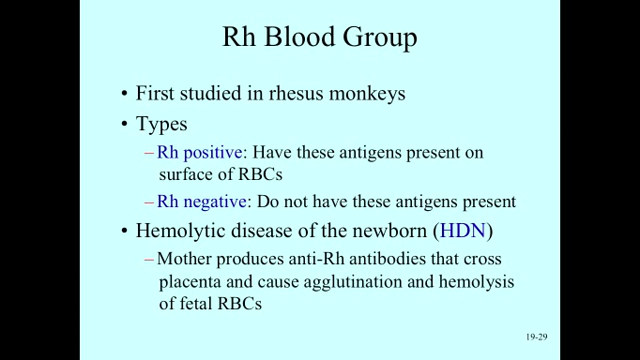 Rh Blood Group
• First studied in rhesus monkeys
• Types
–Rh positive: Have these antigens present on
surface of RBCs
–Rh negative: Do not have these antigens present
• Hemolytic disease of the newborn (HDN)
–Mother produces anti-Rh antibodies that cross
placenta and cause agglutination and hemolysis
of fetal RBCs
19-29